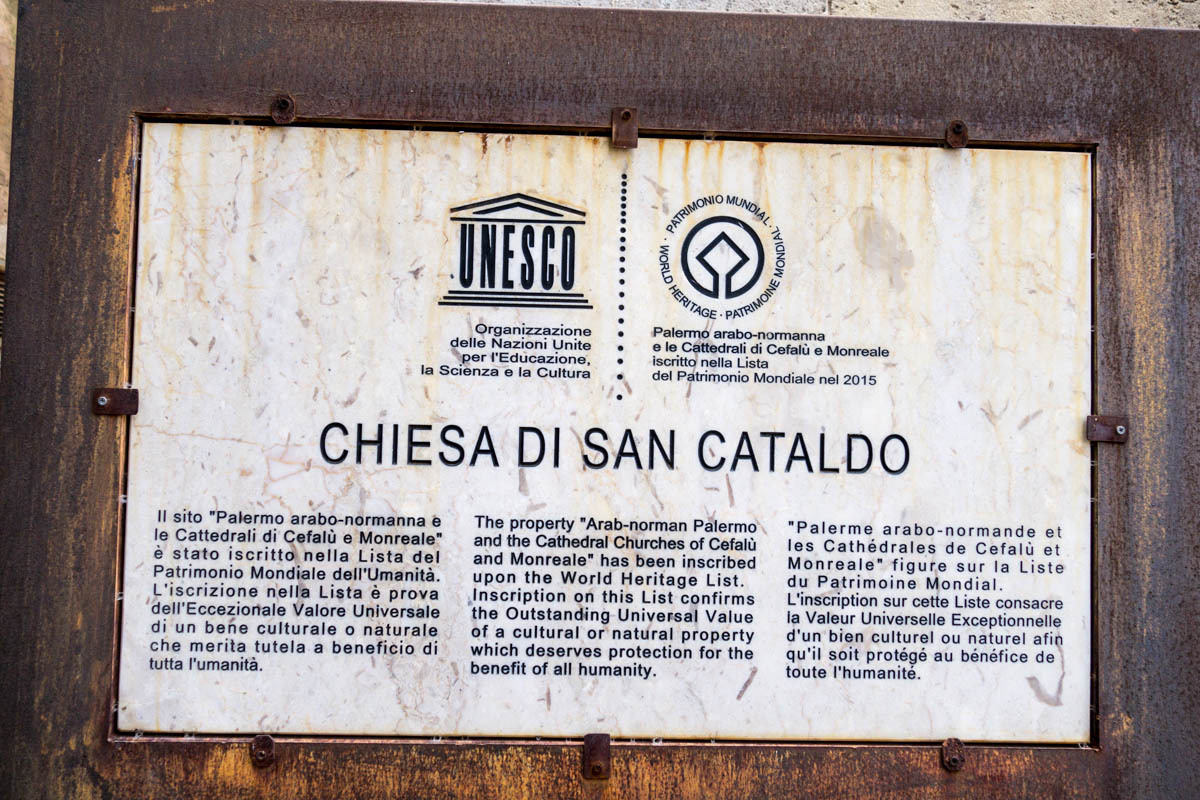 UNESCO
Organizzazione
delle Nazioni Unite
per l'Educazione,
la Scienza e la Cultura
· PATRIMONIO MUNDIAL · WORLD HERITAGE · PATRIMOINE MONDIAL
Palermo arabo-normanna
e le Cattedrali di Cefalù e Monreale
iscritto nella Lista
del Patrimonio Mondiale nel 2015
CHIESA DI SAN CATALDO
Il sito "Palermo arabo-normanna e
le Cattedrali di Cefalù e Monreale"
è stato iscritto nella Lista del
Patrimonio Mondiale dell'Umanità.
L'iscrizione nella Lista è prova
dell'Eccezionale Valore Universale
di un bene culturale o naturale
che merita tutela a beneficio di
tutta l'umanità.
The property "Arab-norman Palermo
and the Cathedral Churches of Cefalù
and Monreale" has been inscribed
upon the World Heritage List.
Inscription on this List confirms
the Outstanding Universal Value
of a cultural or natural property
which deserves protection for the
benefit of all humanity.
"Palerme arabo-normande et
les Cathédrales de Cefalù et
Monreale" figure sur la Liste
du Patrimoine Mondial.
L'inscription sur cette Liste consacre
la Valeur Universelle Exceptionnelle
d'un bien culturel ou naturel afin
qu'il soit protégé au bénéfice de
toute l'humanité.